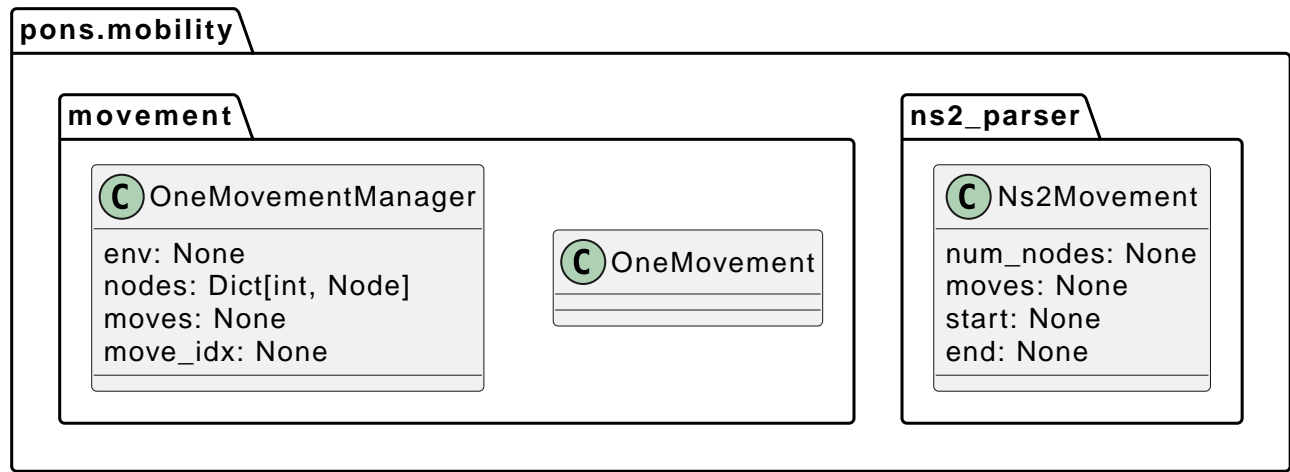 pons.mobility
movement
C OneMovementManager
env: None
nodes: Dict[int, Node]
moves: None
move_idx: None
C OneMovement
ns2_parser
C Ns2Movement
num_nodes: None
moves: None
start: None
end: None